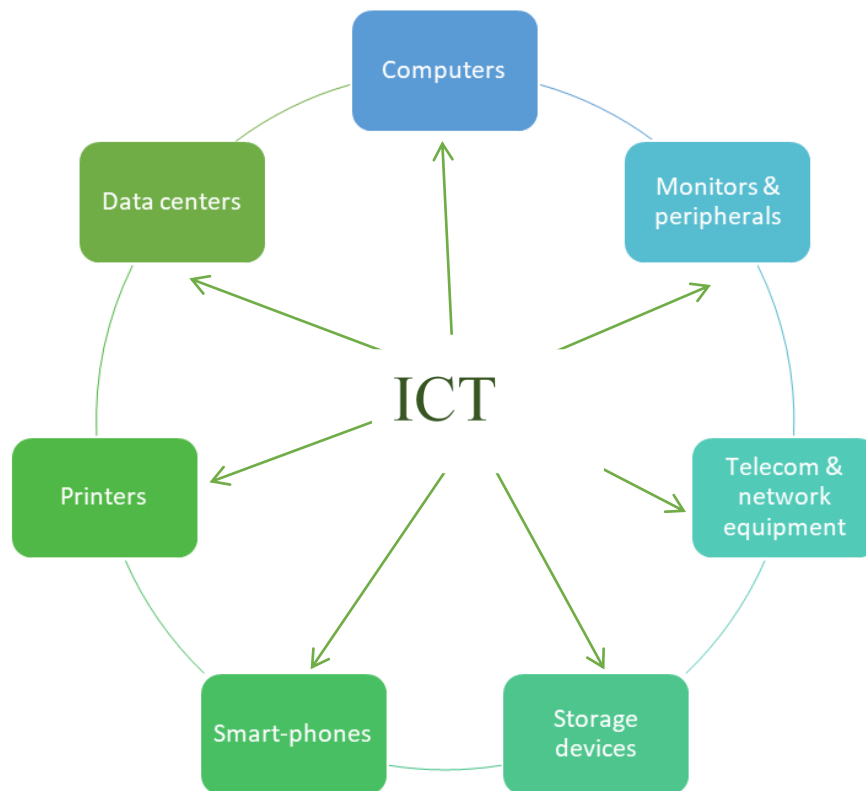 Computers
Data centers
Monitors &
peripherals
ICT
Printers
Telecom &
network
equipment
Smart-phones
Storage
devices